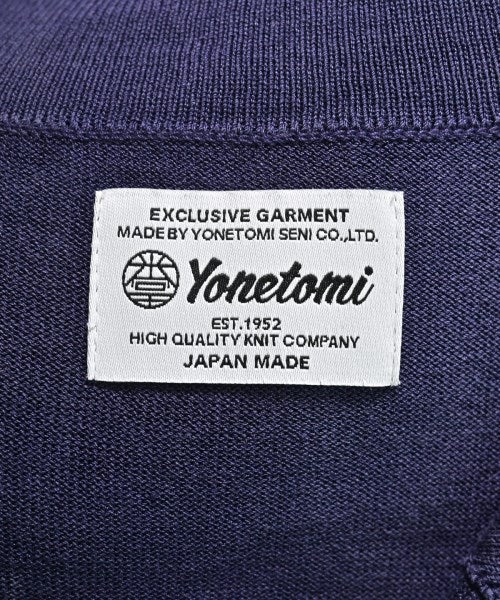 EXCLUSIVE GARMENT
MADE BY YONETOMI SENI CO.,LTD.
Yonetomi
EST.1952
HIGH QUALITY KNIT COMPANY
JAPAN MADE